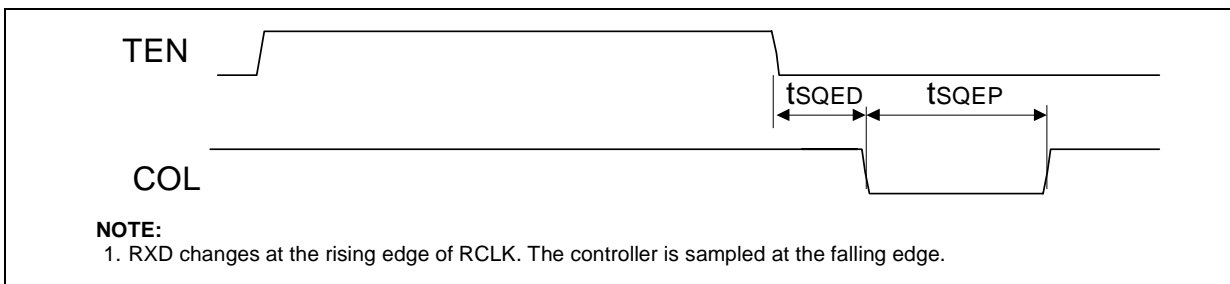 TEN
tSQED
tSQEP
COL
NOTE:
1. RXD changes at the rising edge of RCLK. The controller is sampled at the falling edge.